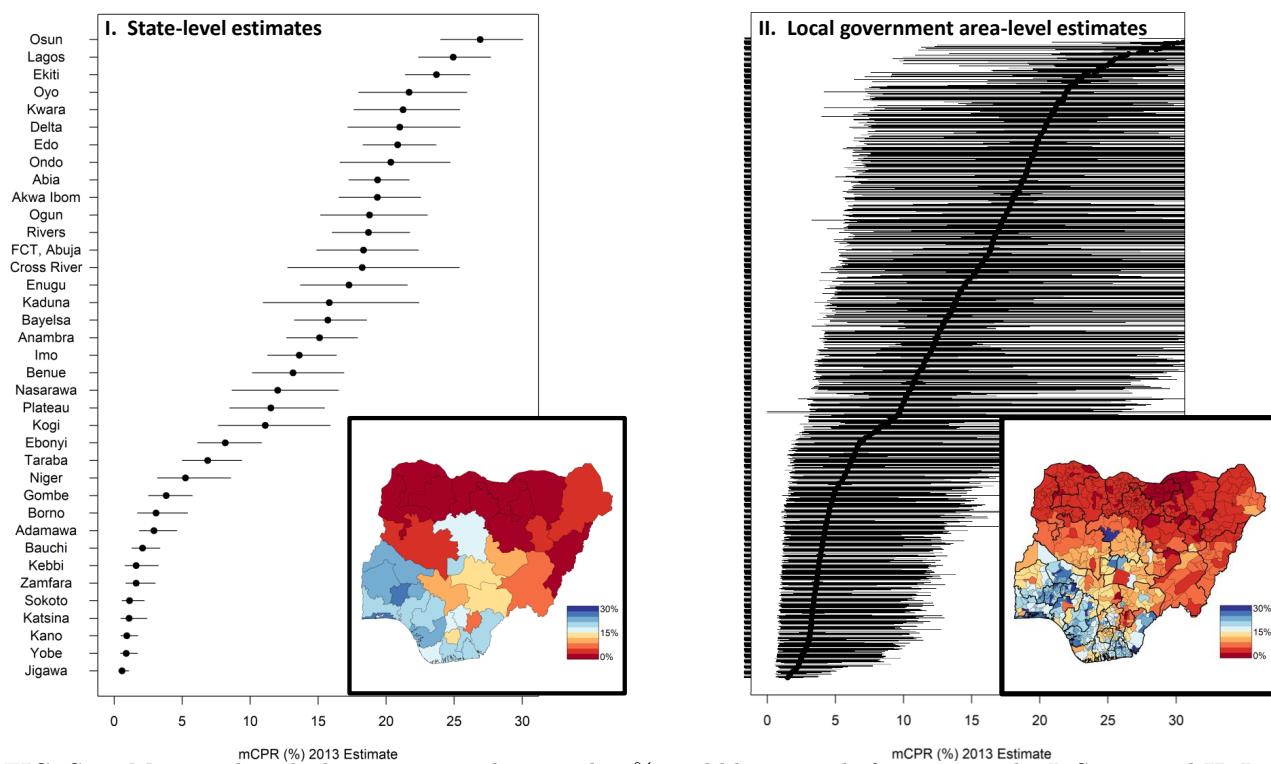 I. State-level estimates
Osun
Lagos
Ekiti
Oyo
Kwara
Delta
Edo
Ondo
Abia
Akwa Ibom
Ogun
Rivers
FCT, Abuja
Cross River
Enugu
Kaduna
Bayelsa
Anambra
Imo
Benue
Nasarawa
Plateau
Kogi
Ebonyi
Taraba
Niger
Gombe
Borno
Adamawa
Bauchi
Kebbi
Zamfara
Sokoto
Katsina
Kano
Yobe
Jigawa
30%
15%
0%
0 5 10 15 20 25 30
mCPR (%) 2013 Estimate
II. Local government area-level estimates
30%
15%
0%
0 5 10 15 20 25 30
mCPR (%) 2013 Estimate